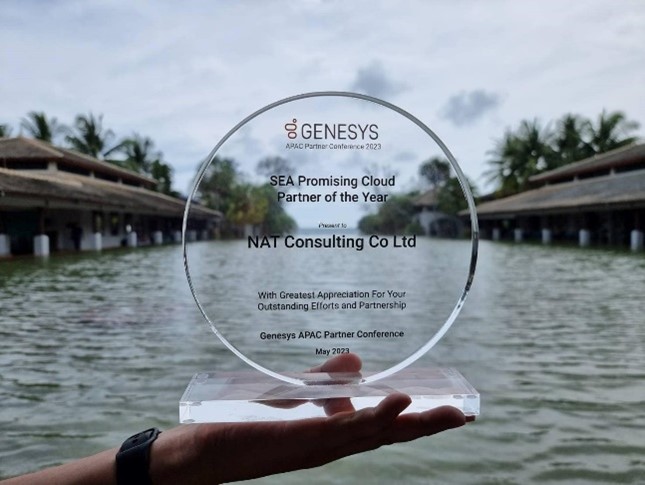 GENESYS
APAC Partner Conference 2023
SEA Promising Cloud
Partner of the Year
Present to
NAT Consulting Co Ltd
With Greatest Appreciation For Your
Outstanding Efforts and Partnership
Genesys APAC Partner Conference
May 2023